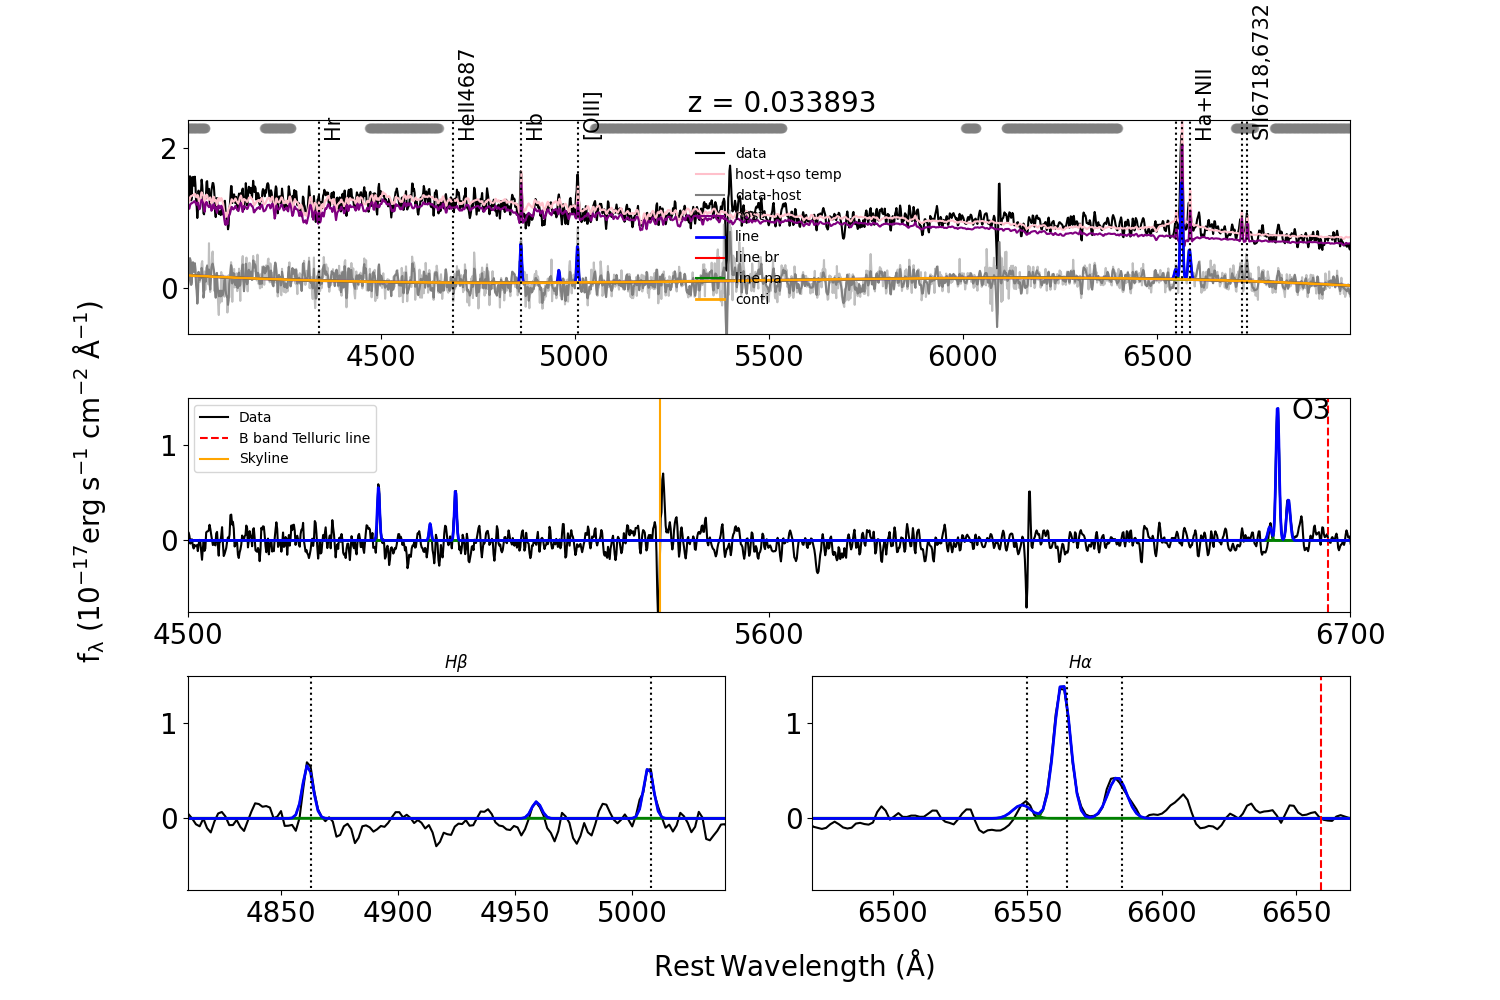 Hr
HeII4687
Hb
[OIII]
Ha+NII
SII6718,6732
z = 0.033893
data
host+qso temp
data-host
host
line
line br
line na
conti
2
0
4500 5000 5500 6000 6500
Data
B band Telluric line
Skyline
O3
1
0
4500 5600 6700
fλ (10−17erg s−1 cm−2 Å−1)
Hβ
1
0
4850 4900 4950 5000
Hα
1
0
6500 6550 6600 6650
Rest Wavelength (Å)